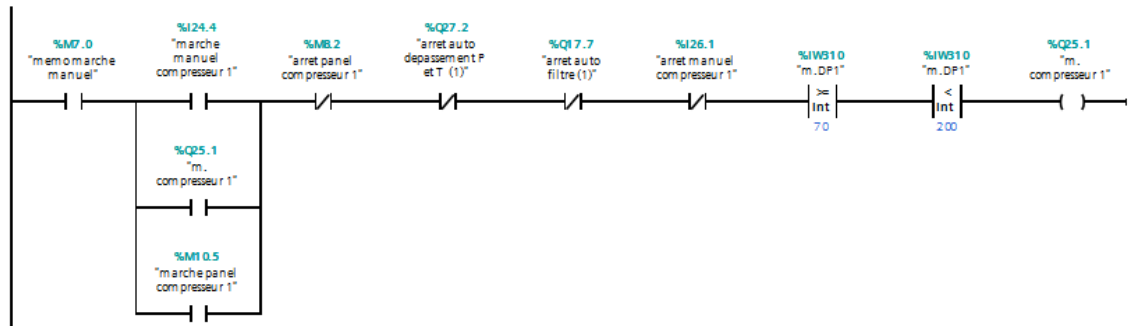 %M7.0
"memo marche
manuel"
%I24.4
"marche
manuel
compresseur 1"
%M8.2
"arret panel
compresseur 1"
%Q27.2
"arret auto
depassement P
et T (1)"
%Q17.7
"arret auto
filtre (1)"
%I26.1
"arret manuel
compresseur 1"
%IW310
"m.DP1"
>=
Int
70
%IW310
"m.DP1"
<
Int
200
%Q25.1
"m.
compresseur 1"
%Q25.1
"m.
compresseur 1"
%M10.5
"marche panel
compresseur 1"